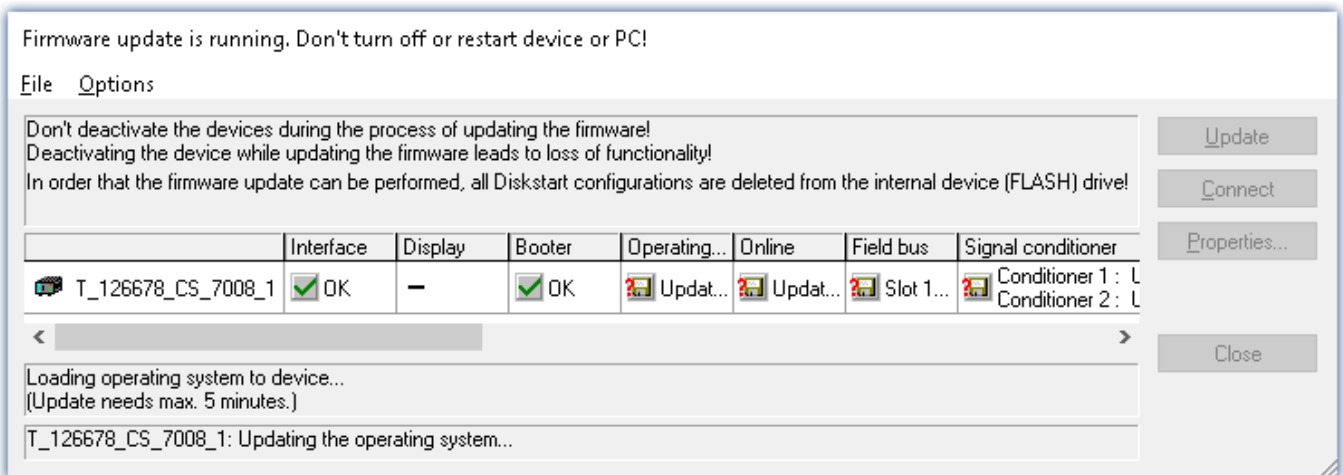 Firmware update is running. Don't turn off or restart device or PC!
File Options
Don't deactivate the devices during the process of updating the firmware!
Deactivating the device while updating the firmware leads to loss of functionality!
In order that the firmware update can be performed, all Diskstart configurations are deleted from the internal device (FLASH) drive!
Update
Connect
Properties...
Close
Interface Display Booter Operating... Online Field bus Signal conditioner
T_126678_CS_7008_1 OK – OK Updat... Updat... Slot 1... Conditioner 1 : U
Conditioner 2 : U
Loading operating system to device...
(Update needs max. 5 minutes.)
T_126678_CS_7008_1: Updating the operating system...